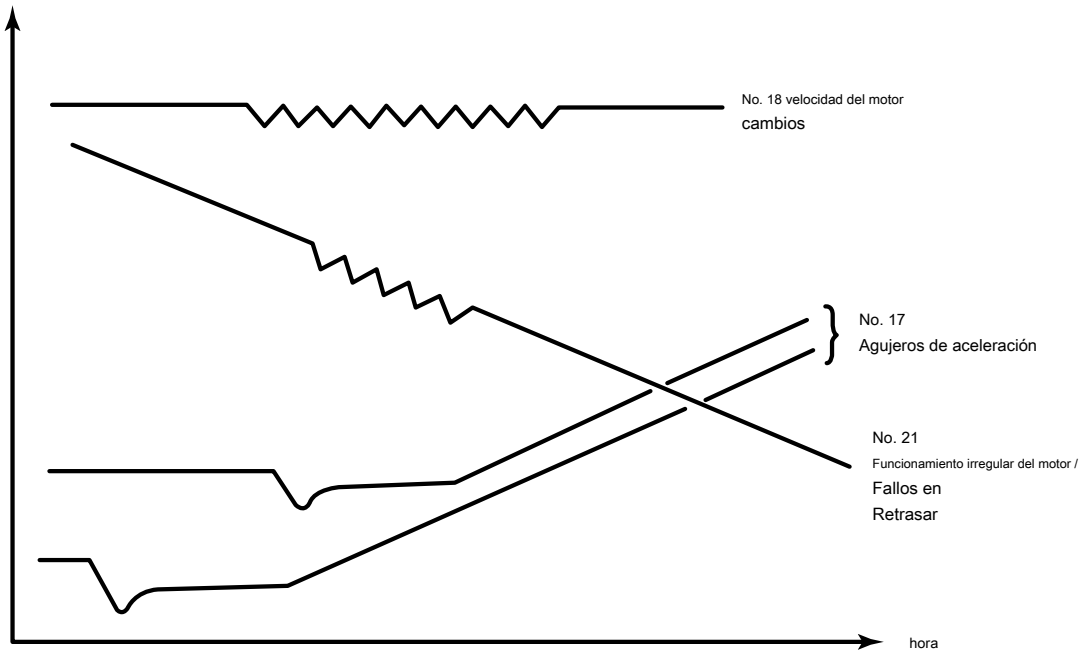 No. 18 velocidad del motor
cambios
No. 17
Agujeros de aceleración
No. 21
Funcionamiento irregular del motor /
Fallos en
Retrasar
hora